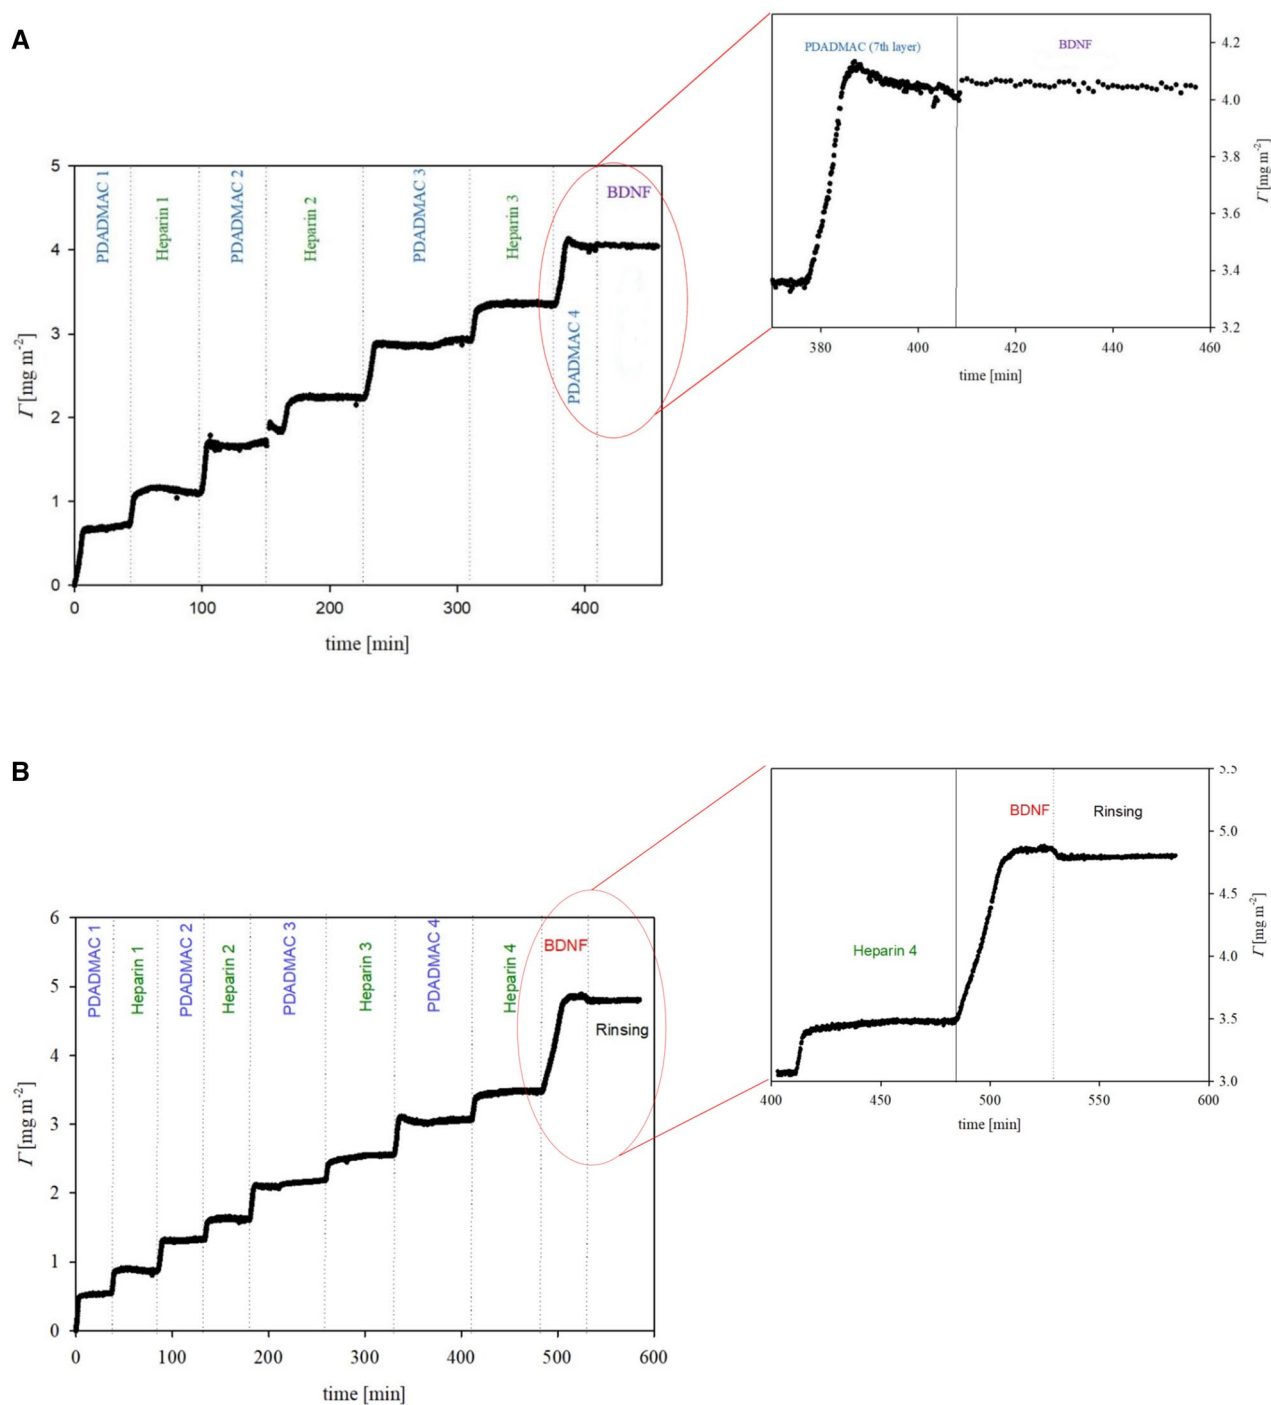 A
PDADMAC 1
Heparin 1
PDADMAC 2
Heparin 2
PDADMAC 3
Heparin 3
PDADMAC 4
BDNF
5
4
3
2
1
0
Γ [mg m-2]
0 100 200 300 400
time [min]
PDADMAC (7th layer)
BDNF
4.2
4.0
3.8
3.6
3.4
3.2
Γ [mg m-2]
380 400 420 440 460
time [min]
B
PDADMAC 1
Heparin 1
PDADMAC 2
Heparin 2
PDADMAC 3
Heparin 3
PDADMAC 4
Heparin 4
BDNF
Rinsing
6
5
4
3
2
1
0
Γ [mg m-2]
0 100 200 300 400 500 600
time [min]
Heparin 4
BDNF
Rinsing
5.5
5.0
4.5
4.0
3.5
3.0
Γ [mg m-2]
400 450 500 550 600
time [min]